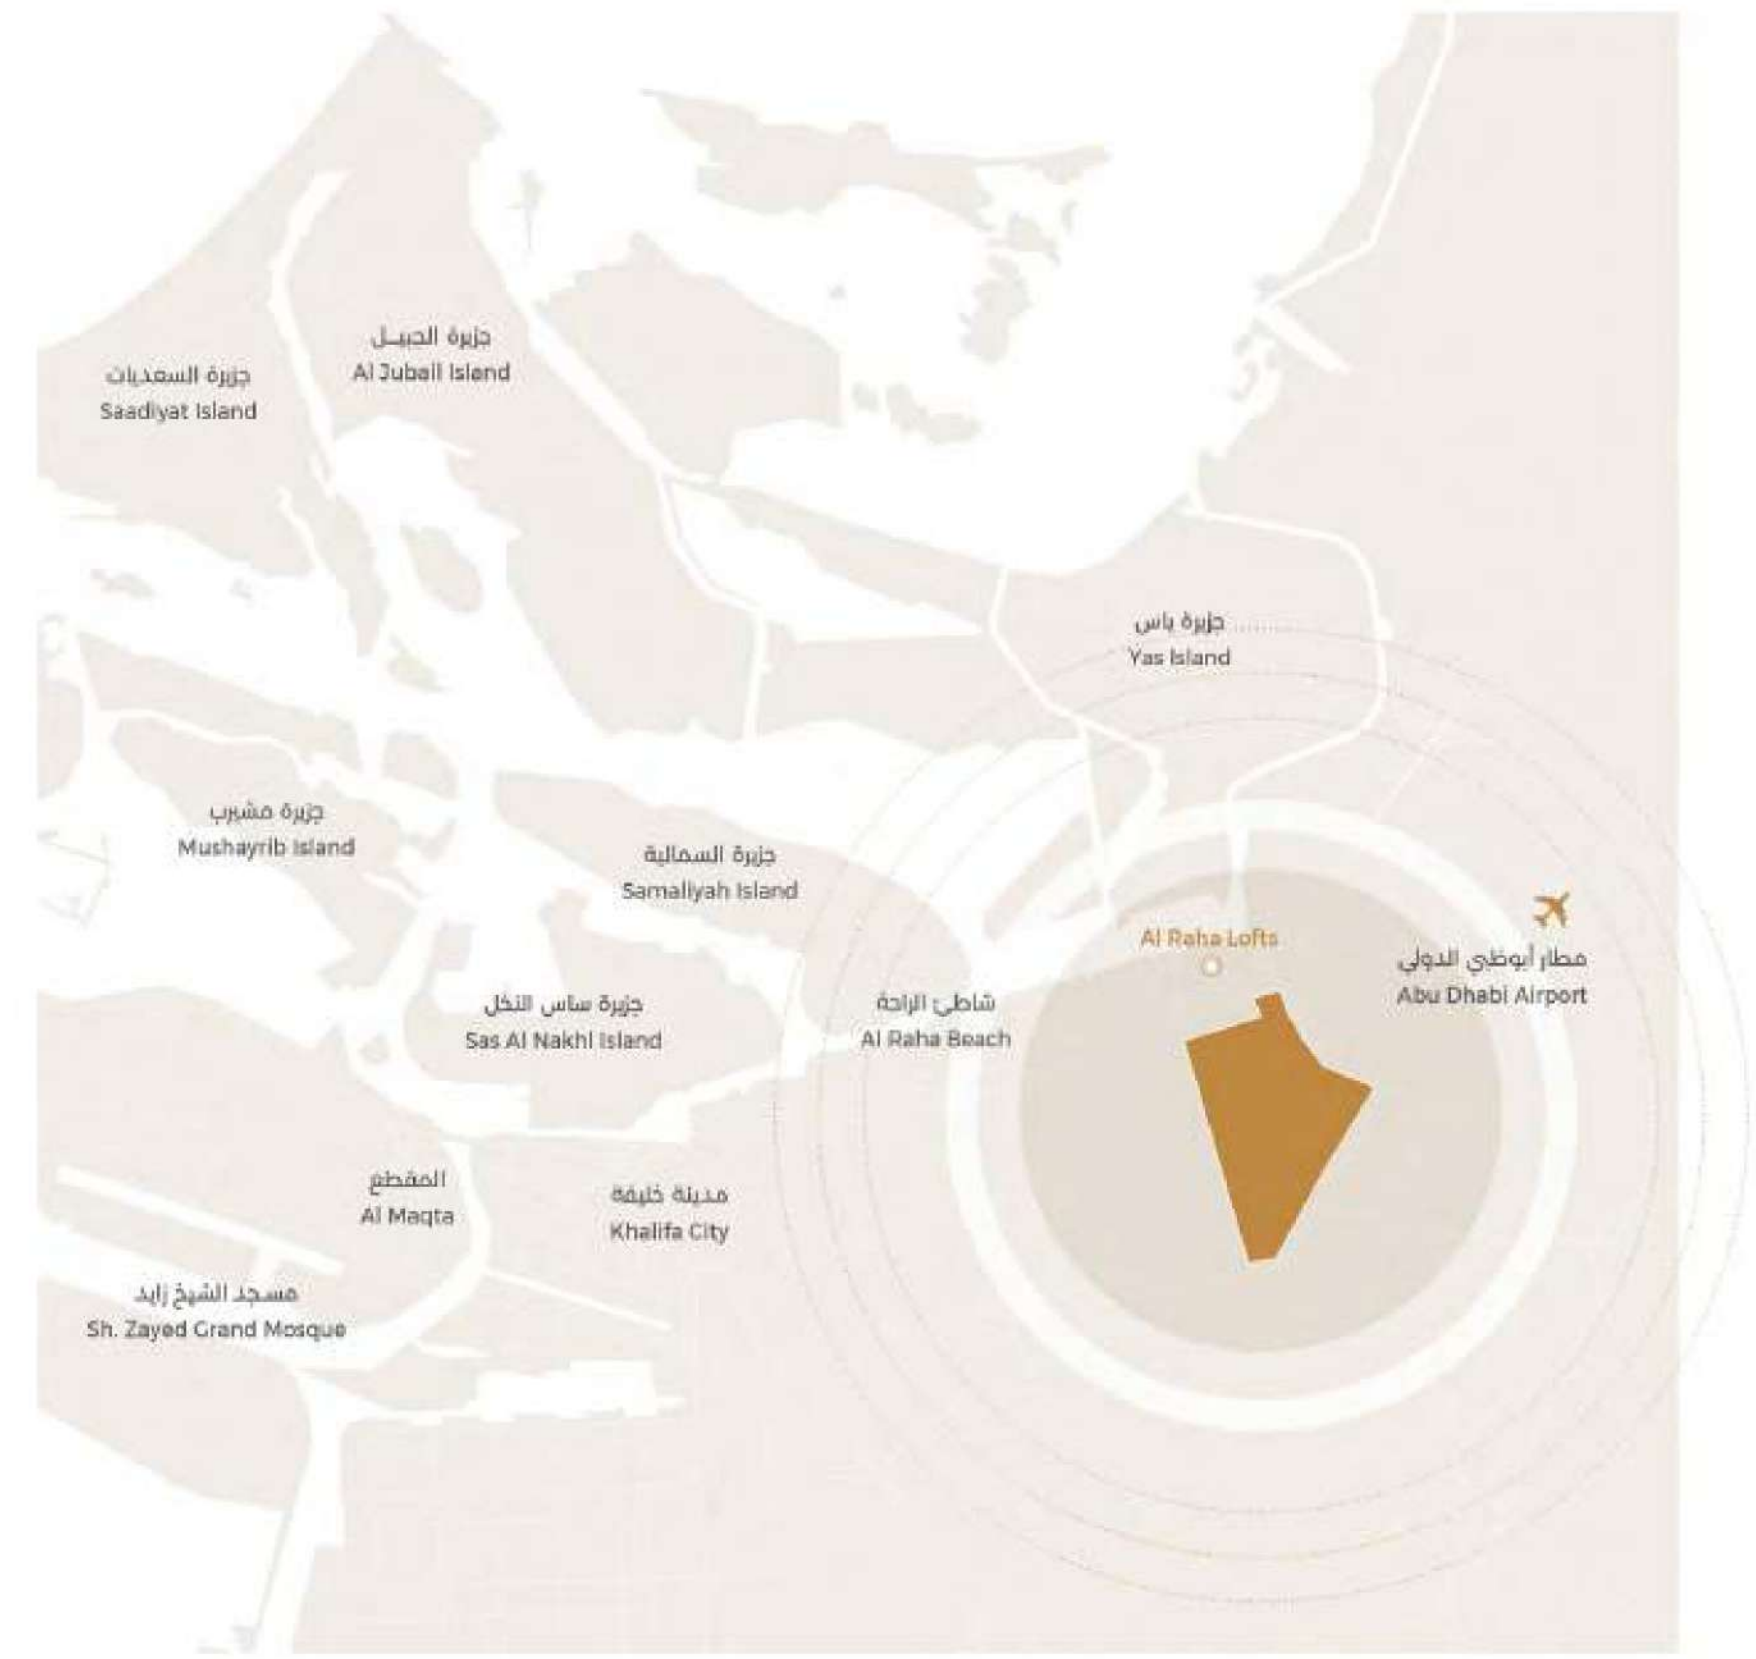 جزيرة الجبيــل
Al Jubail Island
جزيرة السعديات
Saadiyat Island
جزيرة ياس
Yas Island
جزيرة مشيرب
Mushayrib Island
جزيرة السمالية
Samaliyah Island
Al Raha Lofts
مطار أبوظبي الدولي
Abu Dhabi Airport
جزيرة ساس النخل
Sas Al Nakhl Island
شاطئ الراحة
Al Raha Beach
المقطع
Al Maqta
مدينة خليفة
Khalifa City
مسجد الشيخ زايد
Sh. Zayed Grand Mosque